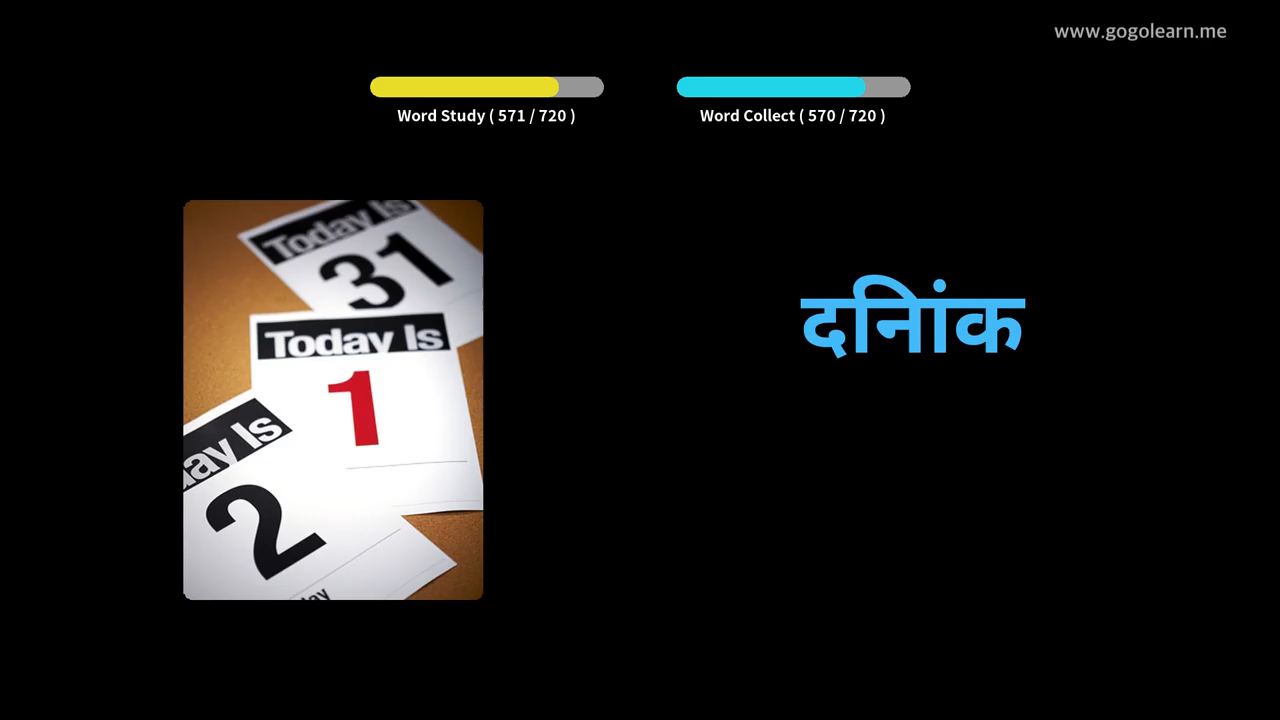 www.gogolearn.me
Word Study ( 571 / 720 )
Word Collect ( 570 / 720 )
Today Is
31
Today Is
1
ay Is
2
दनिांक